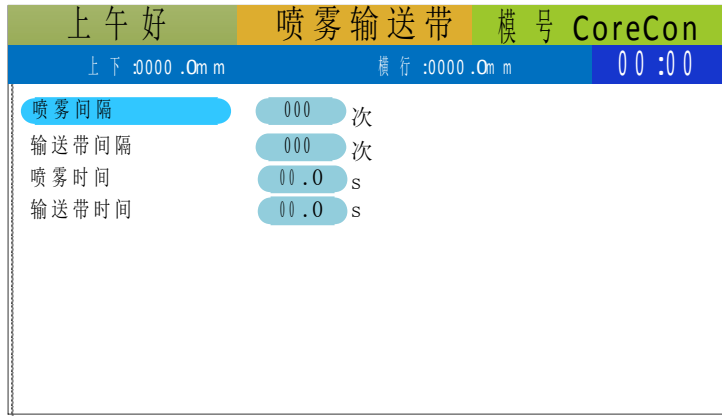 上午好 喷雾输送带 模号 CoreCon
上下:0000.0mm 横行:0000.0mm 00:00
喷雾间隔 000 次
输送带间隔 000 次
喷雾时间 00.0 s
输送带时间 00.0 s